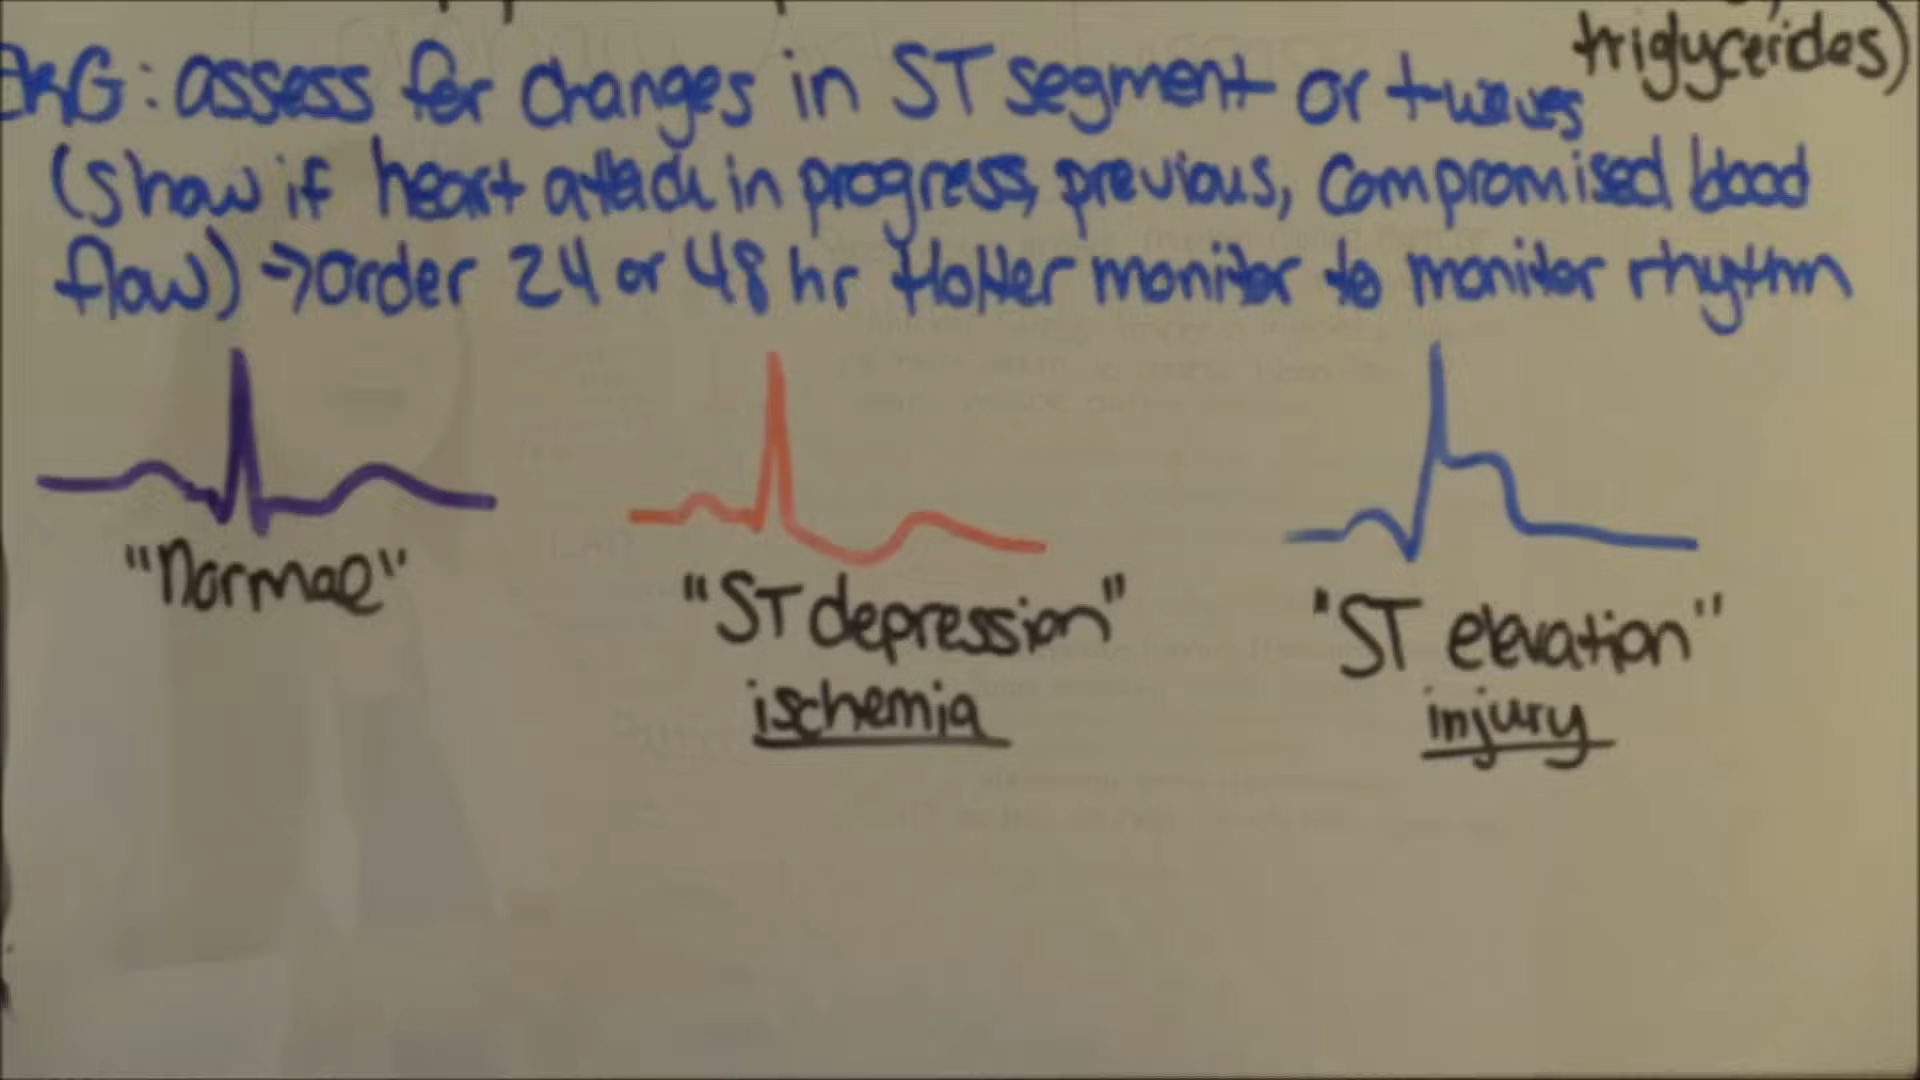 triglycerides)
EKG: assess for changes in ST segment or t-waves
(show if heart attack in progress, previous, compromised blood
flow) →order 24 or 48 hr Holter monitor to monitor rhythm
"Normal"
"ST depression"
ischemia
"ST elevation"
injury